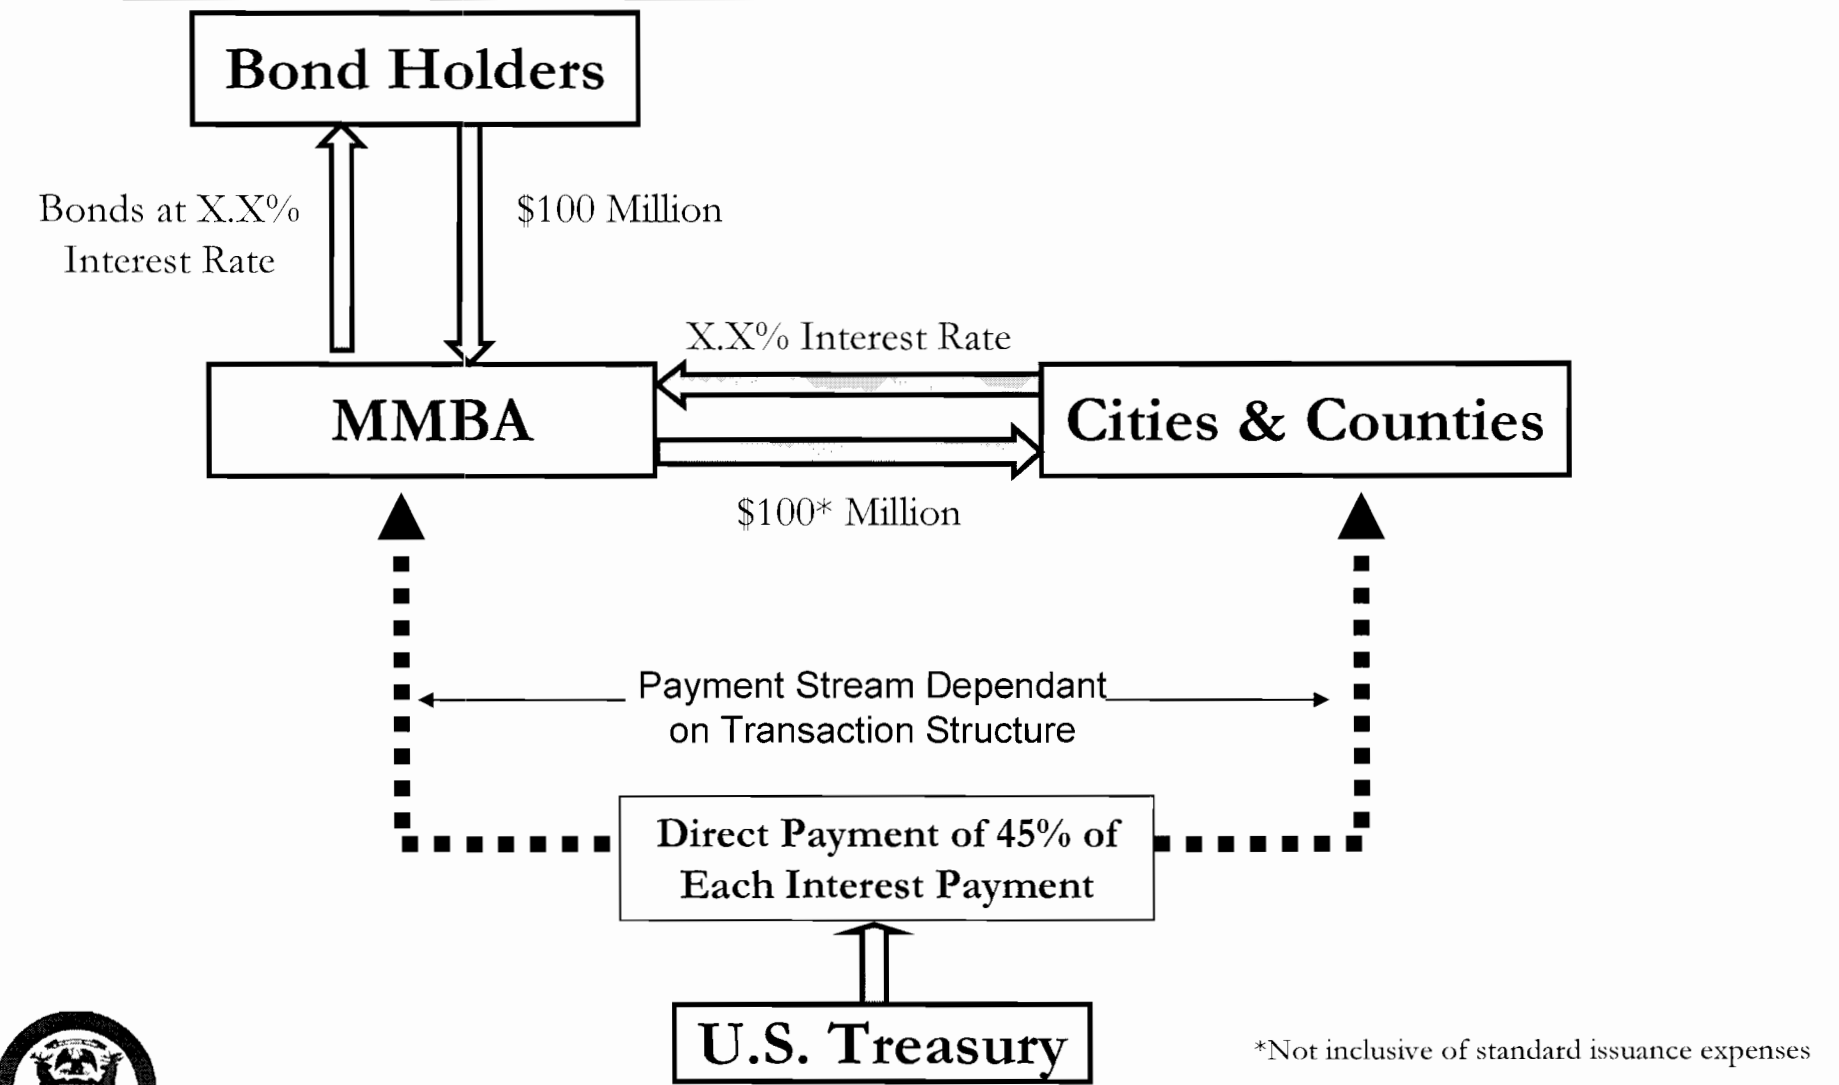 Bond Holders
Bonds at X.X%
Interest Rate
$100 Million
X.X% Interest Rate
MMBA
Cities & Counties
$100* Million
Payment Stream Dependant
on Transaction Structure
Direct Payment of 45% of
Each Interest Payment
U.S. Treasury
*Not inclusive of standard issuance expenses